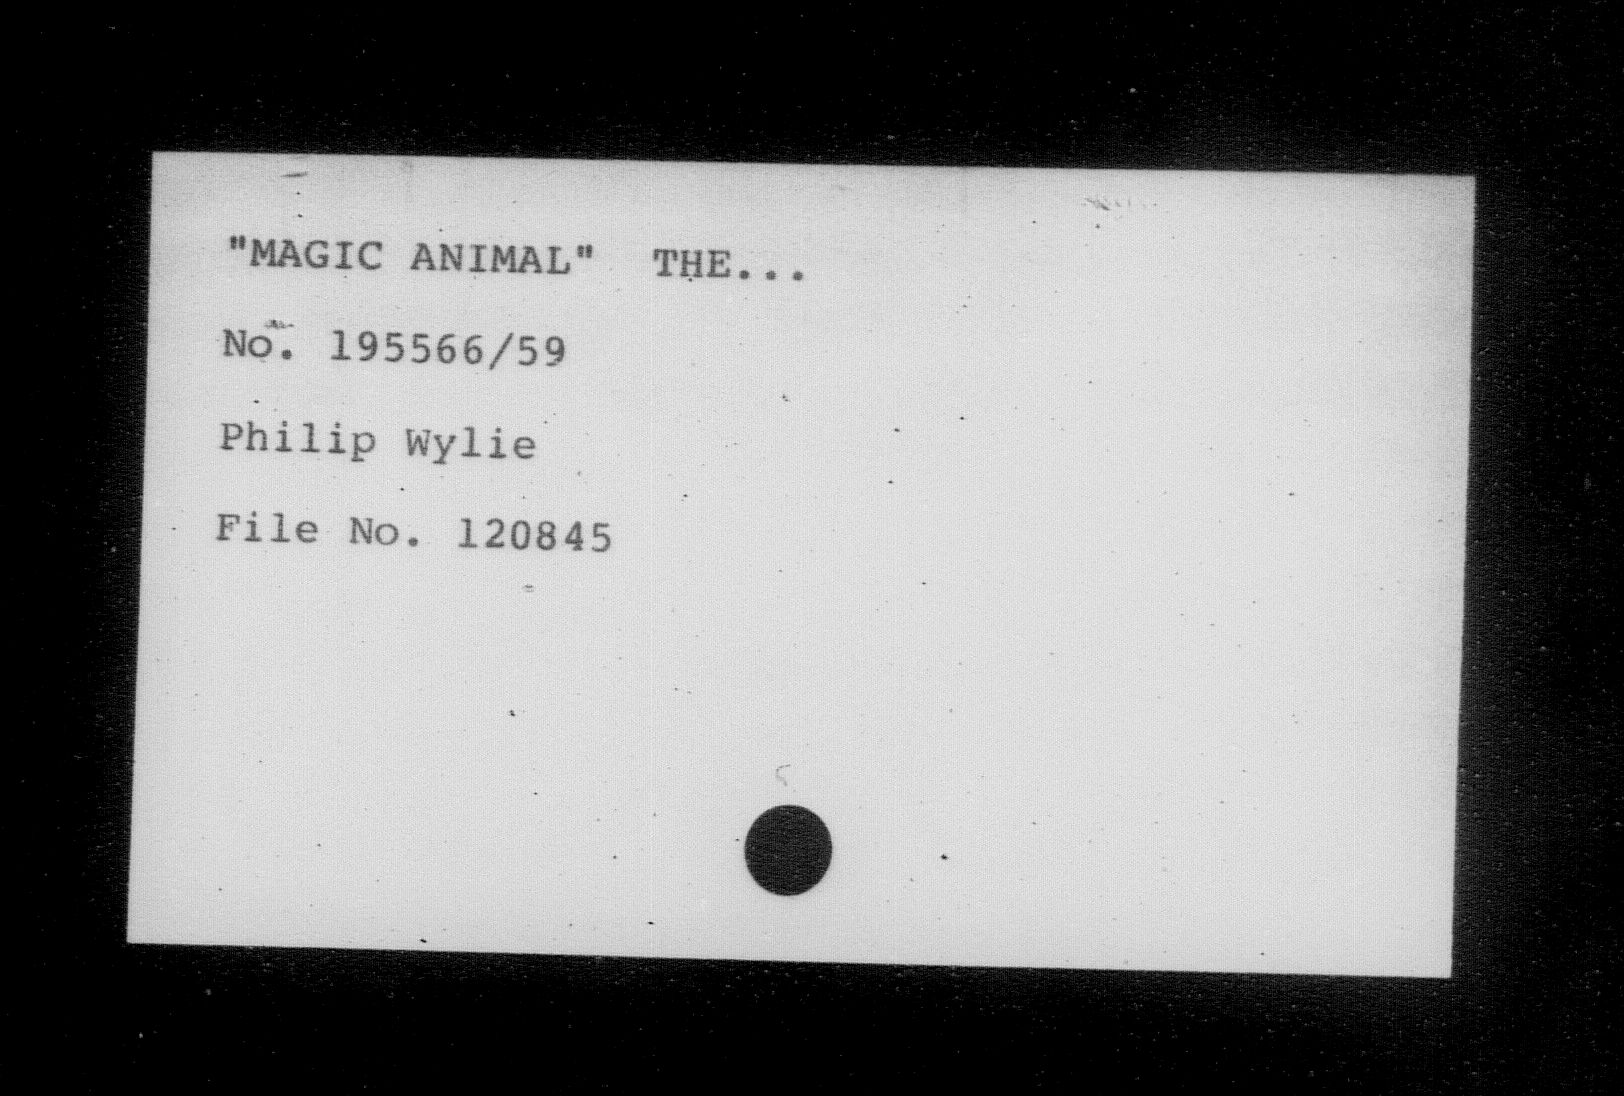 "MAGIC ANIMAL" THE...
No. 195566/59
Philip Wylie
File No. 120845